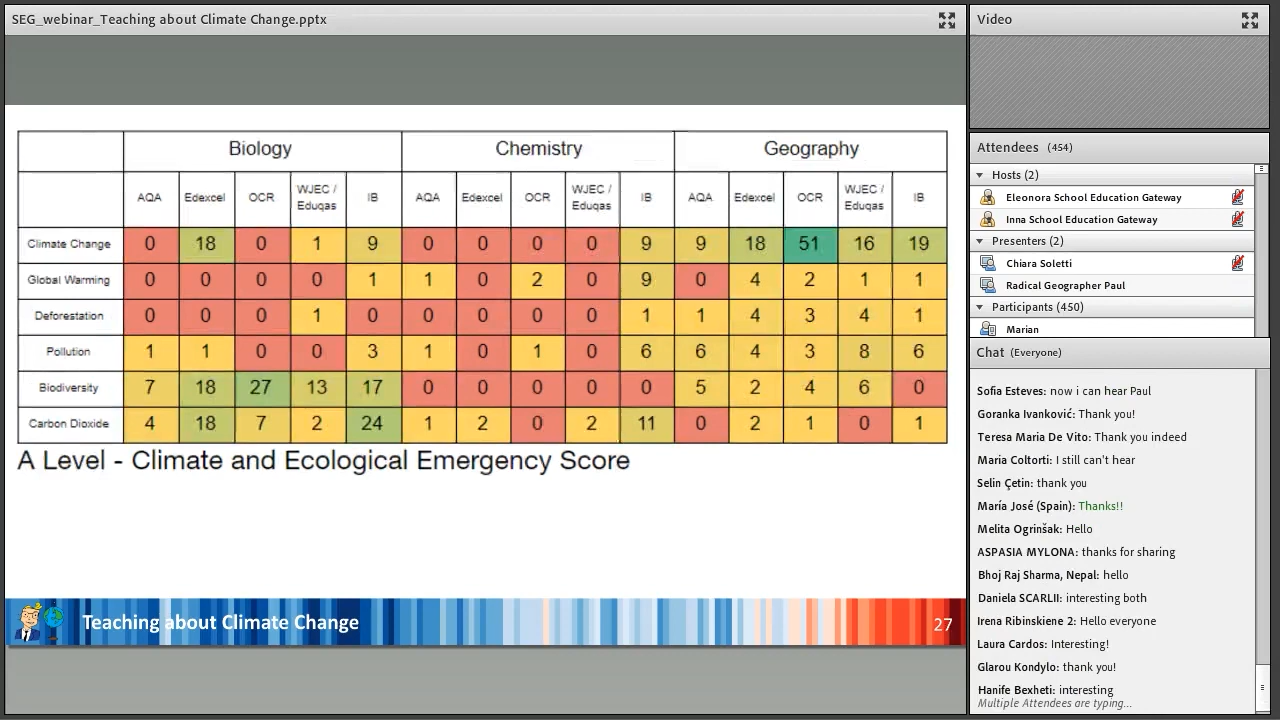 SEG_webinar_Teaching about Climate Change.pptx
Biology Chemistry Geography
AQA Edexcel OCR WJEC / Eduqas IB AQA Edexcel OCR WJEC / Eduqas IB AQA Edexcel OCR WJEC / Eduqas IB
Climate Change 0 18 0 1 9 0 0 0 0 9 9 18 51 16 19
Global Warming 0 0 0 0 1 1 0 2 0 9 0 4 2 1 1
Deforestation 0 0 0 1 0 0 0 0 0 1 1 4 3 4 1
Pollution 1 1 0 0 3 1 0 1 0 6 6 4 3 8 6
Biodiversity 7 18 27 13 17 0 0 0 0 0 5 2 4 6 0
Carbon Dioxide 4 18 7 2 24 1 2 0 2 11 0 2 1 0 1
A Level - Climate and Ecological Emergency Score
Teaching about Climate Change
27
Video
Attendees (454)
Hosts (2)
Eleonora School Education Gateway
Inna School Education Gateway
Presenters (2)
Chiara Soletti
Radical Geographer Paul
Participants (450)
Marian
Chat (Everyone)
Sofia Esteves: now i can hear Paul
Goranka Ivanković: Thank you!
Teresa Maria De Vito: Thank you indeed
Maria Coltorti: I still can't hear
Selin Çetin: thank you
María José (Spain): Thanks!!
Melita Ogrinšak: Hello
ASPASIA MYLONA: thanks for sharing
Bhoj Raj Sharma, Nepal: hello
Daniela SCARLII: interesting both
Irena Ribinskiene 2: Hello everyone
Laura Cardos: Interesting!
Glarou Kondylo: thank you!
Hanife Bexheti: interesting
Multiple Attendees are typing...